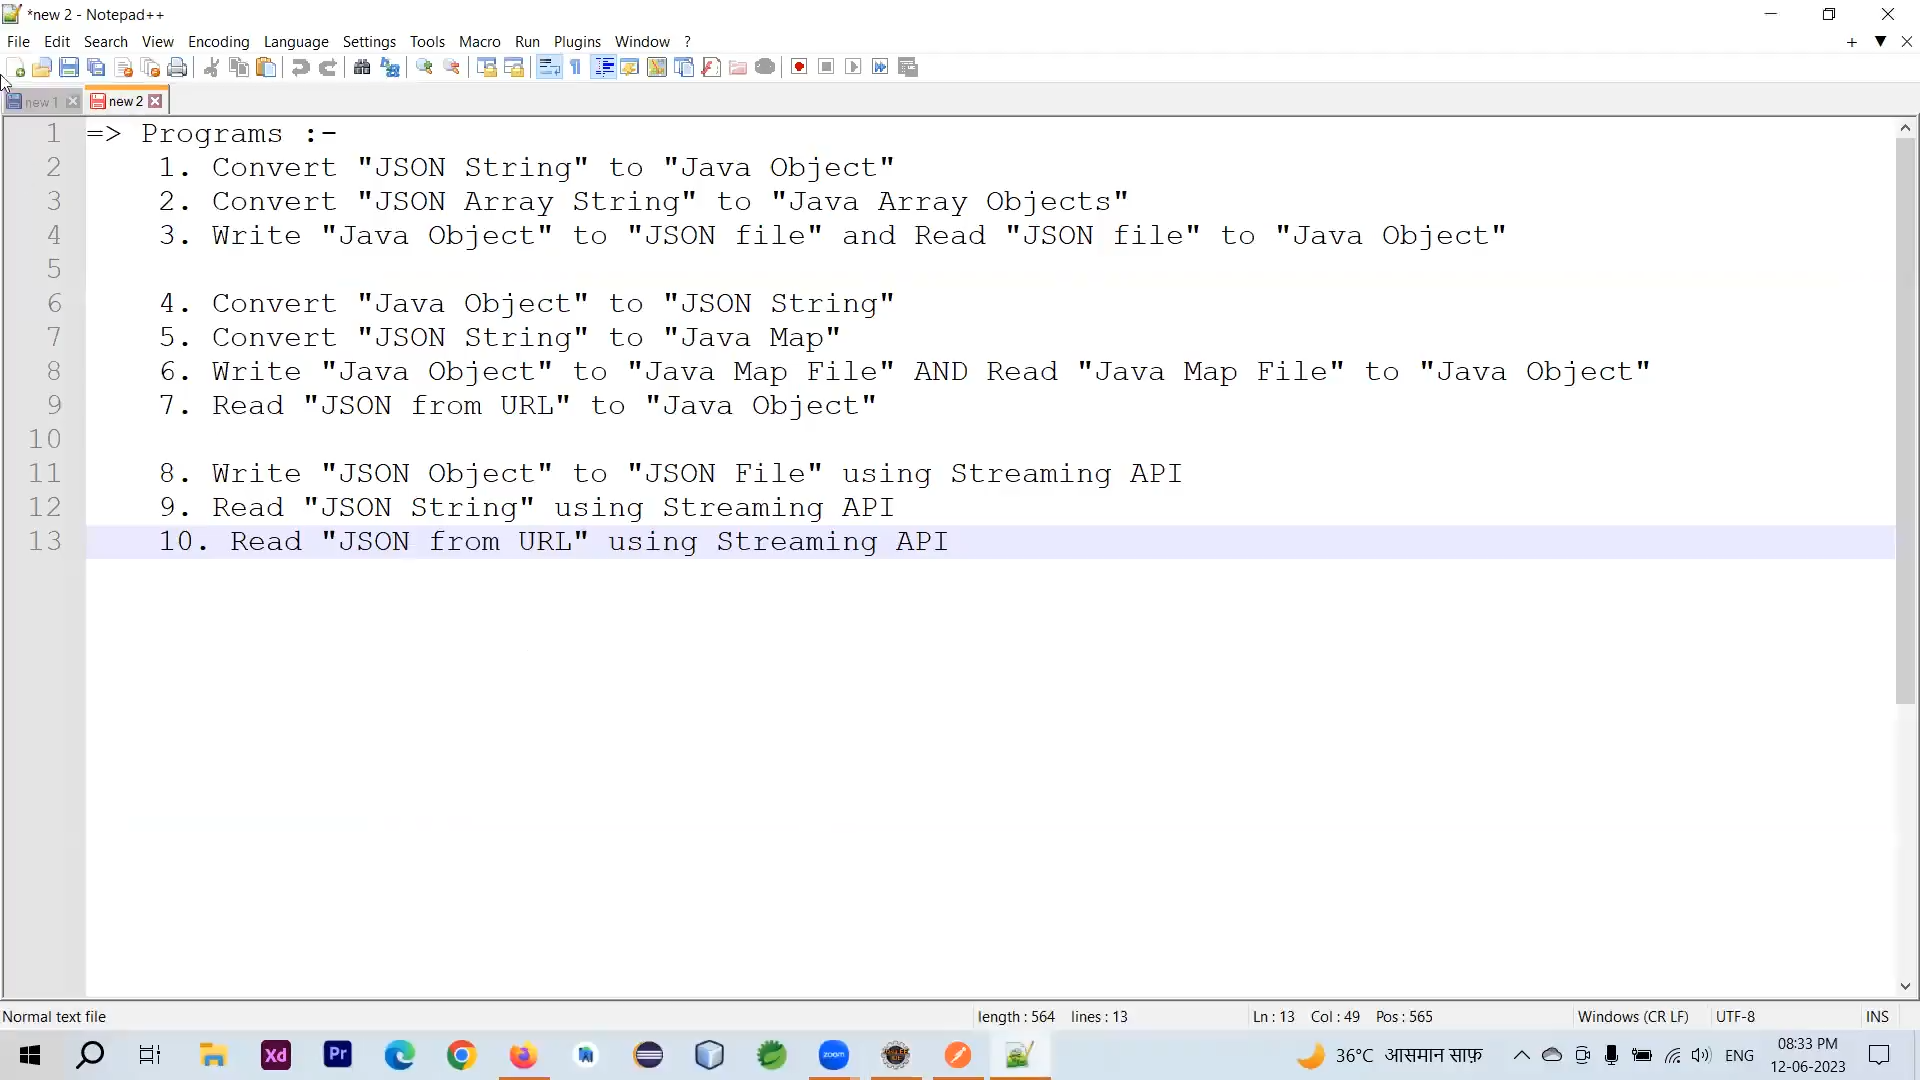 *new 2 - Notepad++
File Edit Search View Encoding Language Settings Tools Macro Run Plugins Window ?
new 1 new 2
1 => Programs :-
2 1. Convert "JSON String" to "Java Object"
3 2. Convert "JSON Array String" to "Java Array Objects"
4 3. Write "Java Object" to "JSON file" and Read "JSON file" to "Java Object"
5
6 4. Convert "Java Object" to "JSON String"
7 5. Convert "JSON String" to "Java Map"
8 6. Write "Java Object" to "Java Map File" AND Read "Java Map File" to "Java Object"
9 7. Read "JSON from URL" to "Java Object"
10
11 8. Write "JSON Object" to "JSON File" using Streaming API
12 9. Read "JSON String" using Streaming API
13 10. Read "JSON from URL" using Streaming API
Normal text file length : 564 lines : 13 Ln : 13 Col : 49 Pos : 565 Windows (CR LF) UTF-8 INS
Xd Pr zoom 36°C आसमान साफ़ ENG 08:33 PM
12-06-2023